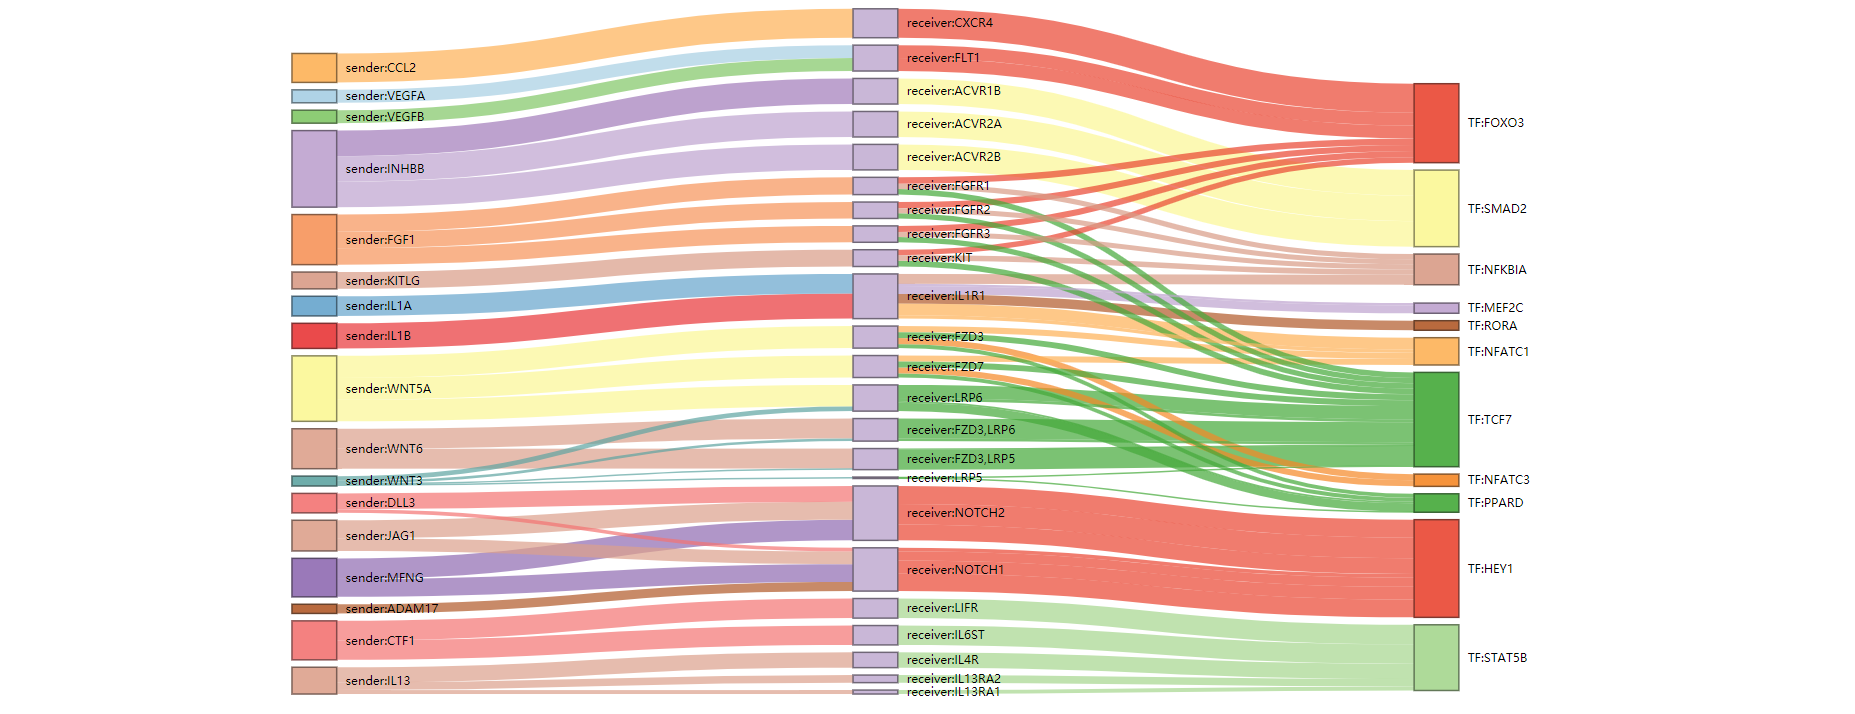 sender:CCL2
sender:VEGFA
sender:VEGFB
sender:INHBB
sender:FGF1
sender:KITLG
sender:IL1A
sender:IL1B
sender:WNT5A
sender:WNT6
sender:WNT3
sender:DLL3
sender:JAG1
sender:MFNG
sender:ADAM17
sender:CTF1
sender:IL13
receiver:CXCR4
receiver:FLT1
receiver:ACVR1B
receiver:ACVR2A
receiver:ACVR2B
receiver:FGFR1
receiver:FGFR2
receiver:FGFR3
receiver:KIT
receiver:IL1R1
receiver:FZD3
receiver:FZD7
receiver:LRP6
receiver:FZD3,LRP6
receiver:FZD3,LRP5
receiver:LRP5
receiver:NOTCH2
receiver:NOTCH1
receiver:LIFR
receiver:IL6ST
receiver:IL4R
receiver:IL13RA2
receiver:IL13RA1
TF:FOXO3
TF:SMAD2
TF:NFKBIA
TF:MEF2C
TF:RORA
TF:NFATC1
TF:TCF7
TF:NFATC3
TF:PPARD
TF:HEY1
TF:STAT5B